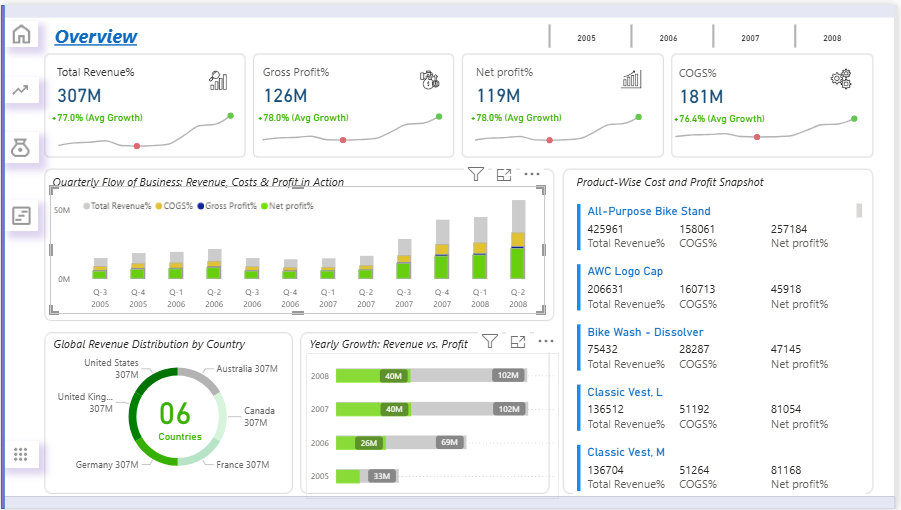 Overview
2005 2006 2007 2008
Total Revenue%
307M
+77.0% (Avg Growth)
Gross Profit%
126M
+78.0% (Avg Growth)
Net profit%
119M
+78.0% (Avg Growth)
COGS%
181M
+76.4% (Avg Growth)
Quarterly Flow of Business: Revenue, Costs & Profit in Action
Total Revenue% COGS% Gross Profit% Net profit%
50M
0M
Q-3 Q-4 Q-1 Q-2 Q-3 Q-4 Q-1 Q-2 Q-3 Q-4 Q-1 Q-2
2005 2005 2006 2006 2006 2006 2007 2007 2007 2007 2008 2008
Product-Wise Cost and Profit Snapshot
All-Purpose Bike Stand
425961 158061 257184
Total Revenue% COGS% Net profit%
AWC Logo Cap
206631 160713 45918
Total Revenue% COGS% Net profit%
Bike Wash - Dissolver
75432 28287 47145
Total Revenue% COGS% Net profit%
Classic Vest, L
136512 51192 81054
Total Revenue% COGS% Net profit%
Classic Vest, M
136704 51264 81168
Total Revenue% COGS% Net profit%
Global Revenue Distribution by Country
United States
307M
Australia 307M
United King...
307M
Canada
307M
06
Countries
Germany 307M
France 307M
Yearly Growth: Revenue vs. Profit
2008 40M 102M
2007 40M 102M
2006 26M 69M
2005 33M